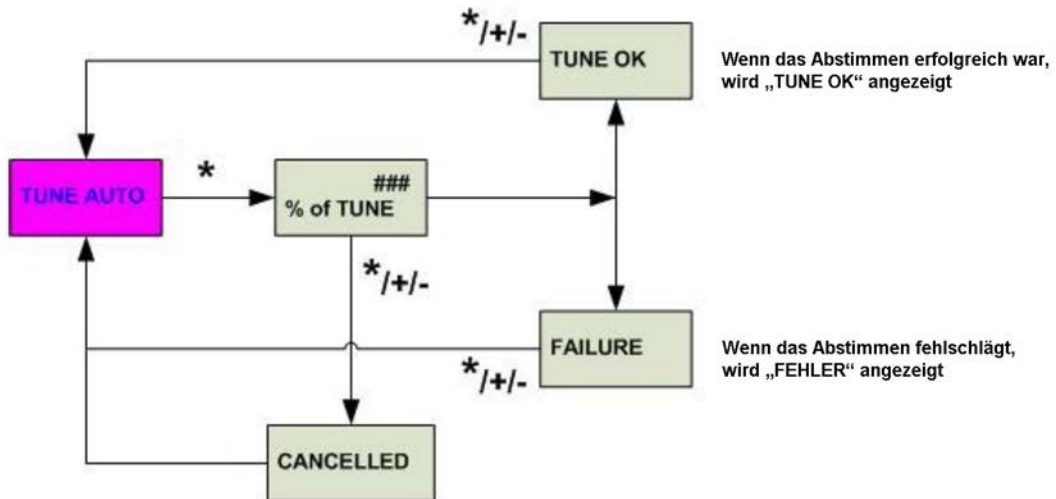 */+/-
TUNE OK
Wenn das Abstimmen erfolgreich war,
wird „TUNE OK“ angezeigt
TUNE AUTO
*
###
% of TUNE
*/+/-
FAILURE
Wenn das Abstimmen fehlschlägt,
wird „FEHLER“ angezeigt
*/+/-
CANCELLED